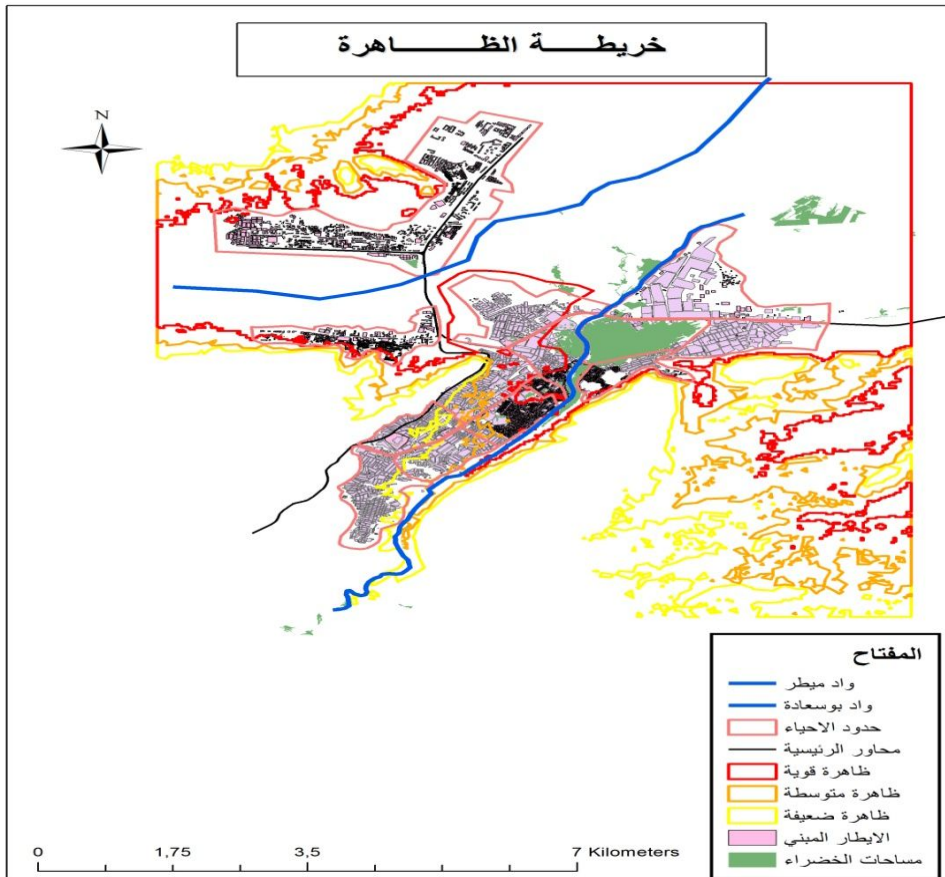 خريطـــــة الظـــــــاهرة
N
المفتاح
واد ميطر
واد بوسعادة
حدود الاحياء
محاور الرئيسية
ظاهرة قوية
ظاهرة متوسطة
ظاهرة ضعيفة
الايطار المبني
مساحات الخضراء
0 1,75 3,5 7 Kilometers